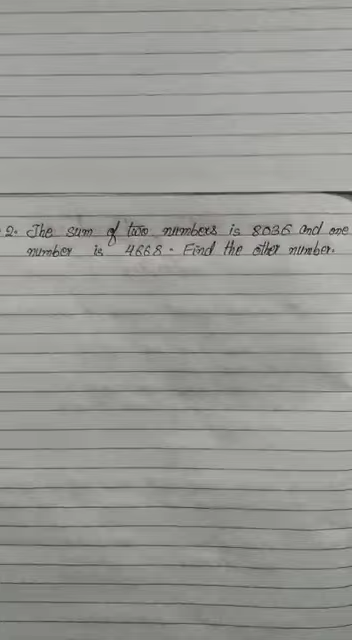 2. The sum of two numbers is 8036 and one
number is 4668. Find the other number.